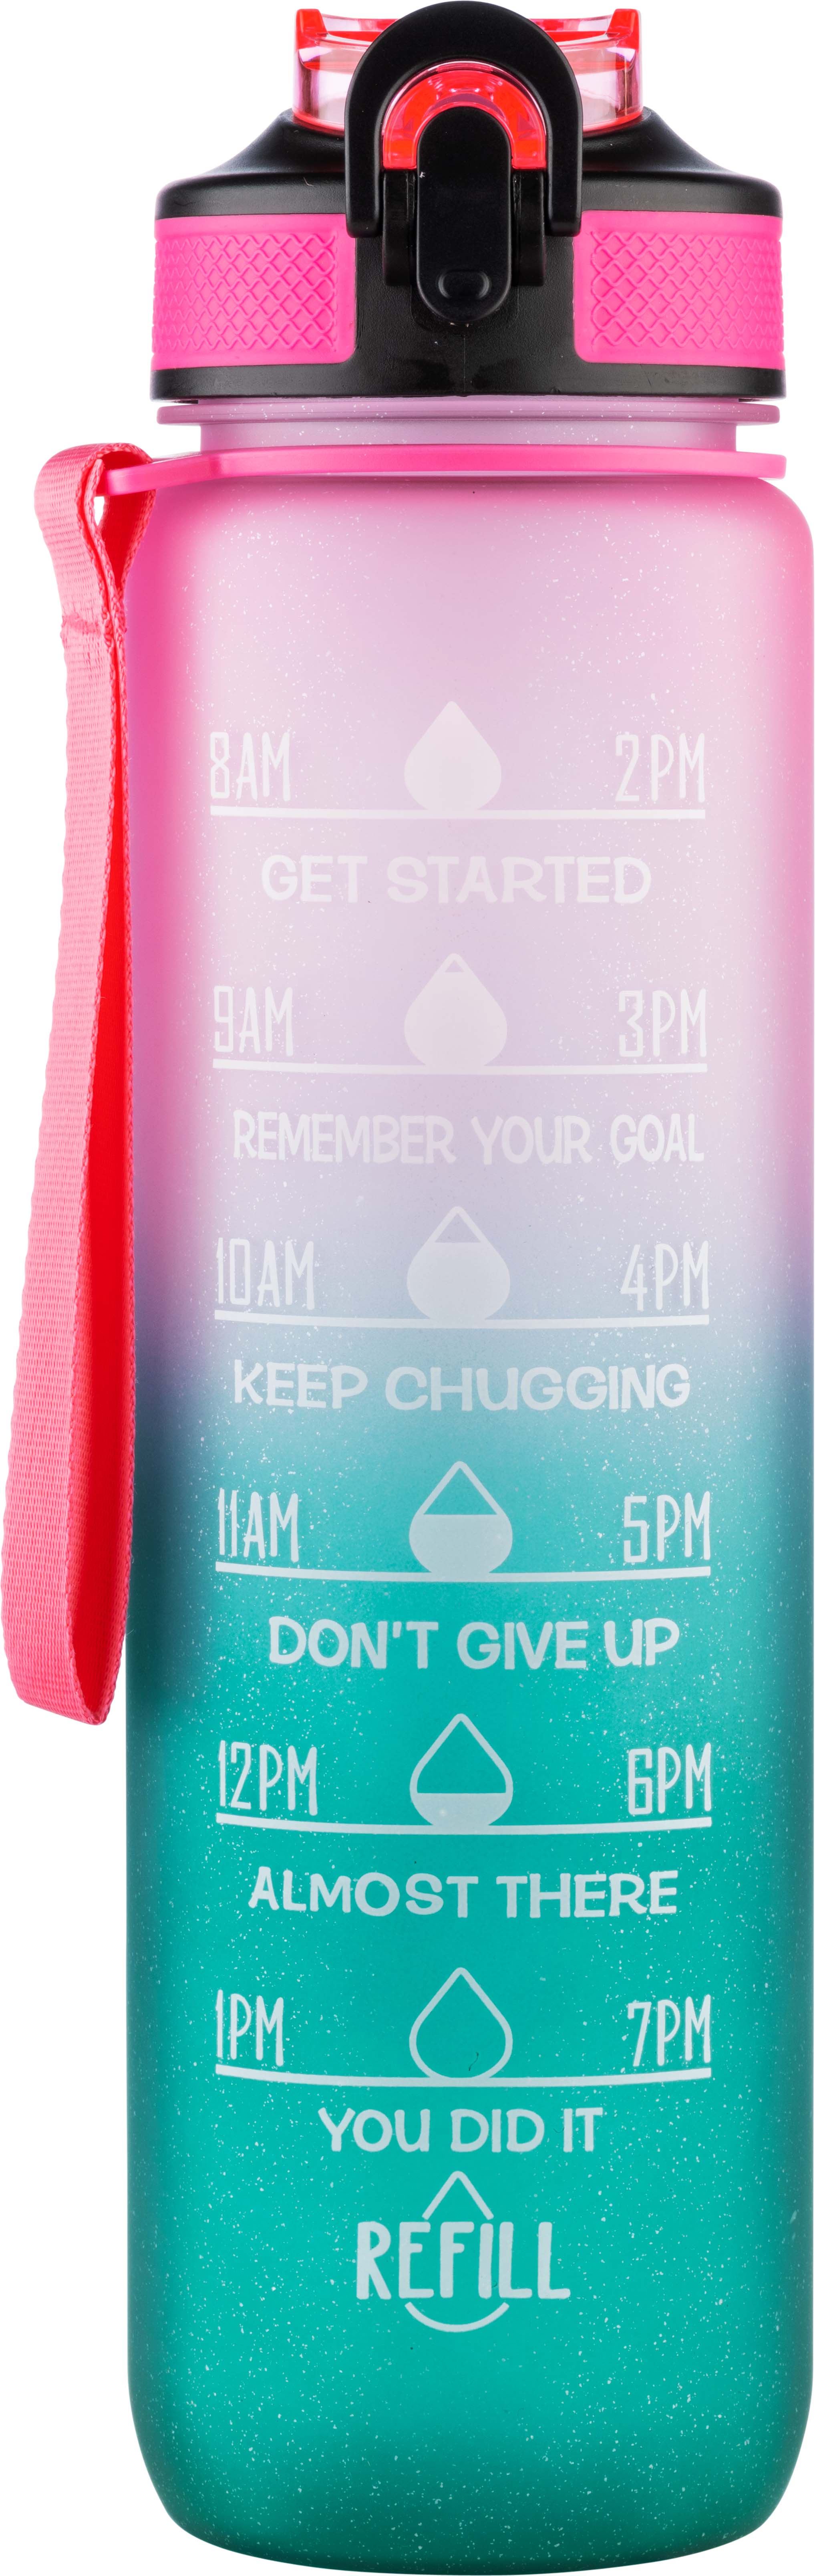 8AM 2PM
GET STARTED
9AM 3PM
REMEMBER YOUR GOAL
10AM 4PM
KEEP CHUGGING
11AM 5PM
DON'T GIVE UP
12PM 6PM
ALMOST THERE
1PM 7PM
YOU DID IT
REFILL